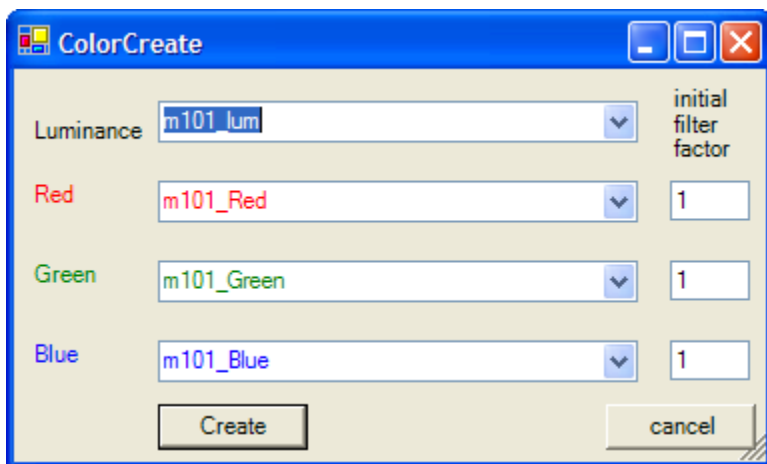 ColorCreate
initial
filter
factor
Luminance m101_lum
Red m101_Red 1
Green m101_Green 1
Blue m101_Blue 1
Create cancel